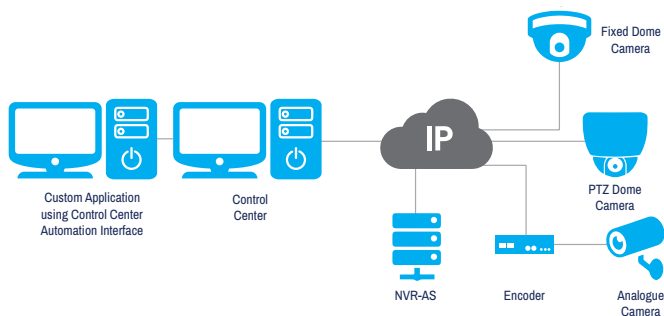 Fixed Dome
Camera
IP
Custom Application
using Control Center
Automation Interface
Control
Center
PTZ Dome
Camera
NVR-AS
Encoder
Analogue
Camera